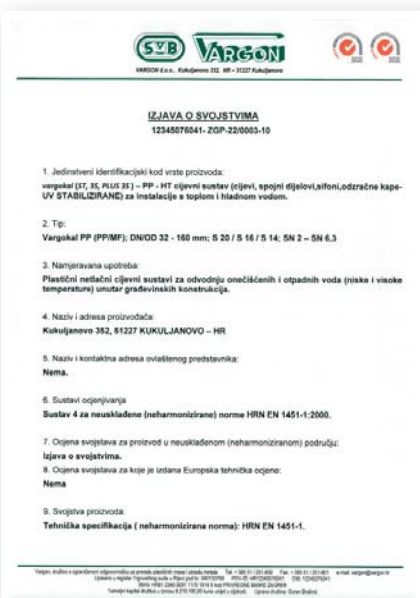 SVB VARGON
VARGON d.o.o., Kukuljanovo 352, HR – 51227 Kukuljanovo
IZJAVA O SVOJSTVIMA
12345076041- ZGP-22/0003-10
1. Jedinstveni identifikacijski kod vrste proizvoda:
vargokal (ST, 3S, PLUS 3S ) – PP - HT cijevni sustav (cijevi, spojni dijelovi,sifoni,odzračne kape-
UV STABILIZIRANE) za instalacije s toplom i hladnom vodom.
2. Tip:
Vargokal PP (PP/MF); DN/OD 32 - 160 mm; S 20 / S 16 / S 14; SN 2 – SN 6,3
3. Namjeravana upotreba:
Plastični netlačni cijevni sustavi za odvodnju onečišćenih i otpadnih voda (niske i visoke
temperature) unutar građevinskih konstrukcija.
4. Naziv i adresa proizvođača:
Kukuljanovo 352, 51227 KUKULJANOVO – HR
5. Naziv i kontaktna adresa ovlaštenog predstavnika:
Nema.
6. Sustavi ocjenjivanja
Sustav 4 za neusklađene (neharmonizirane) norme HRN EN 1451-1:2000.
7. Ocjena svojstava za proizvod u neusklađenom (neharmoniziranom) području:
Izjava o svojstvima.
8. Ocjena svojstava za koje je izdana Europska tehnička ocjena:
Nema
9. Svojstva proizvoda:
Tehnička specifikacija ( neharmonizirana norma): HRN EN 1451-1.